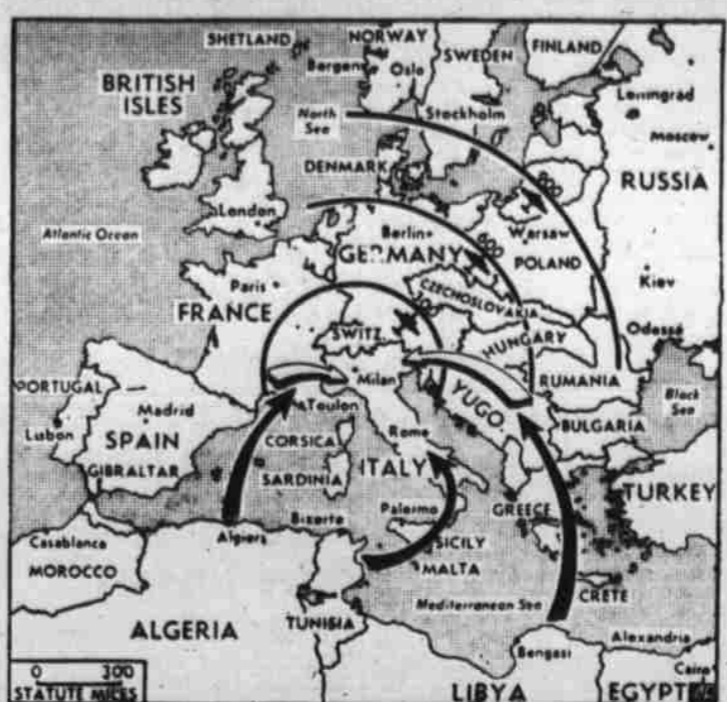 SHETLAND
NORWAY
SWEDEN
FINLAND
Bergen
Oslo
BRITISH
ISLES
North
Sea
Stockholm
Leningrad
Moscow
DENMARK
RUSSIA
London
Atlantic Ocean
Berlin
GERMANY
600
800
Warsaw
POLAND
Paris
FRANCE
CZECHOSLOVAKIA
Kiev
300
SWITZ.
HUNGARY
Odessa
Milan
RUMANIA
PORTUGAL
Madrid
Toulon
YUGO.
Black
Sea
Lisbon
SPAIN
CORSICA
Rome
BULGARIA
GIBRALTAR
SARDINIA
ITALY
TURKEY
GREECE
Palermo
Casablanca
Algiers
Bizerte
SICILY
MOROCCO
MALTA
CRETE
Mediterranean Sea
TUNISIA
ALGERIA
Bengasi
Alexandria
Cairo
0 300
STATUTE MILES
LIBYA
EGYPT